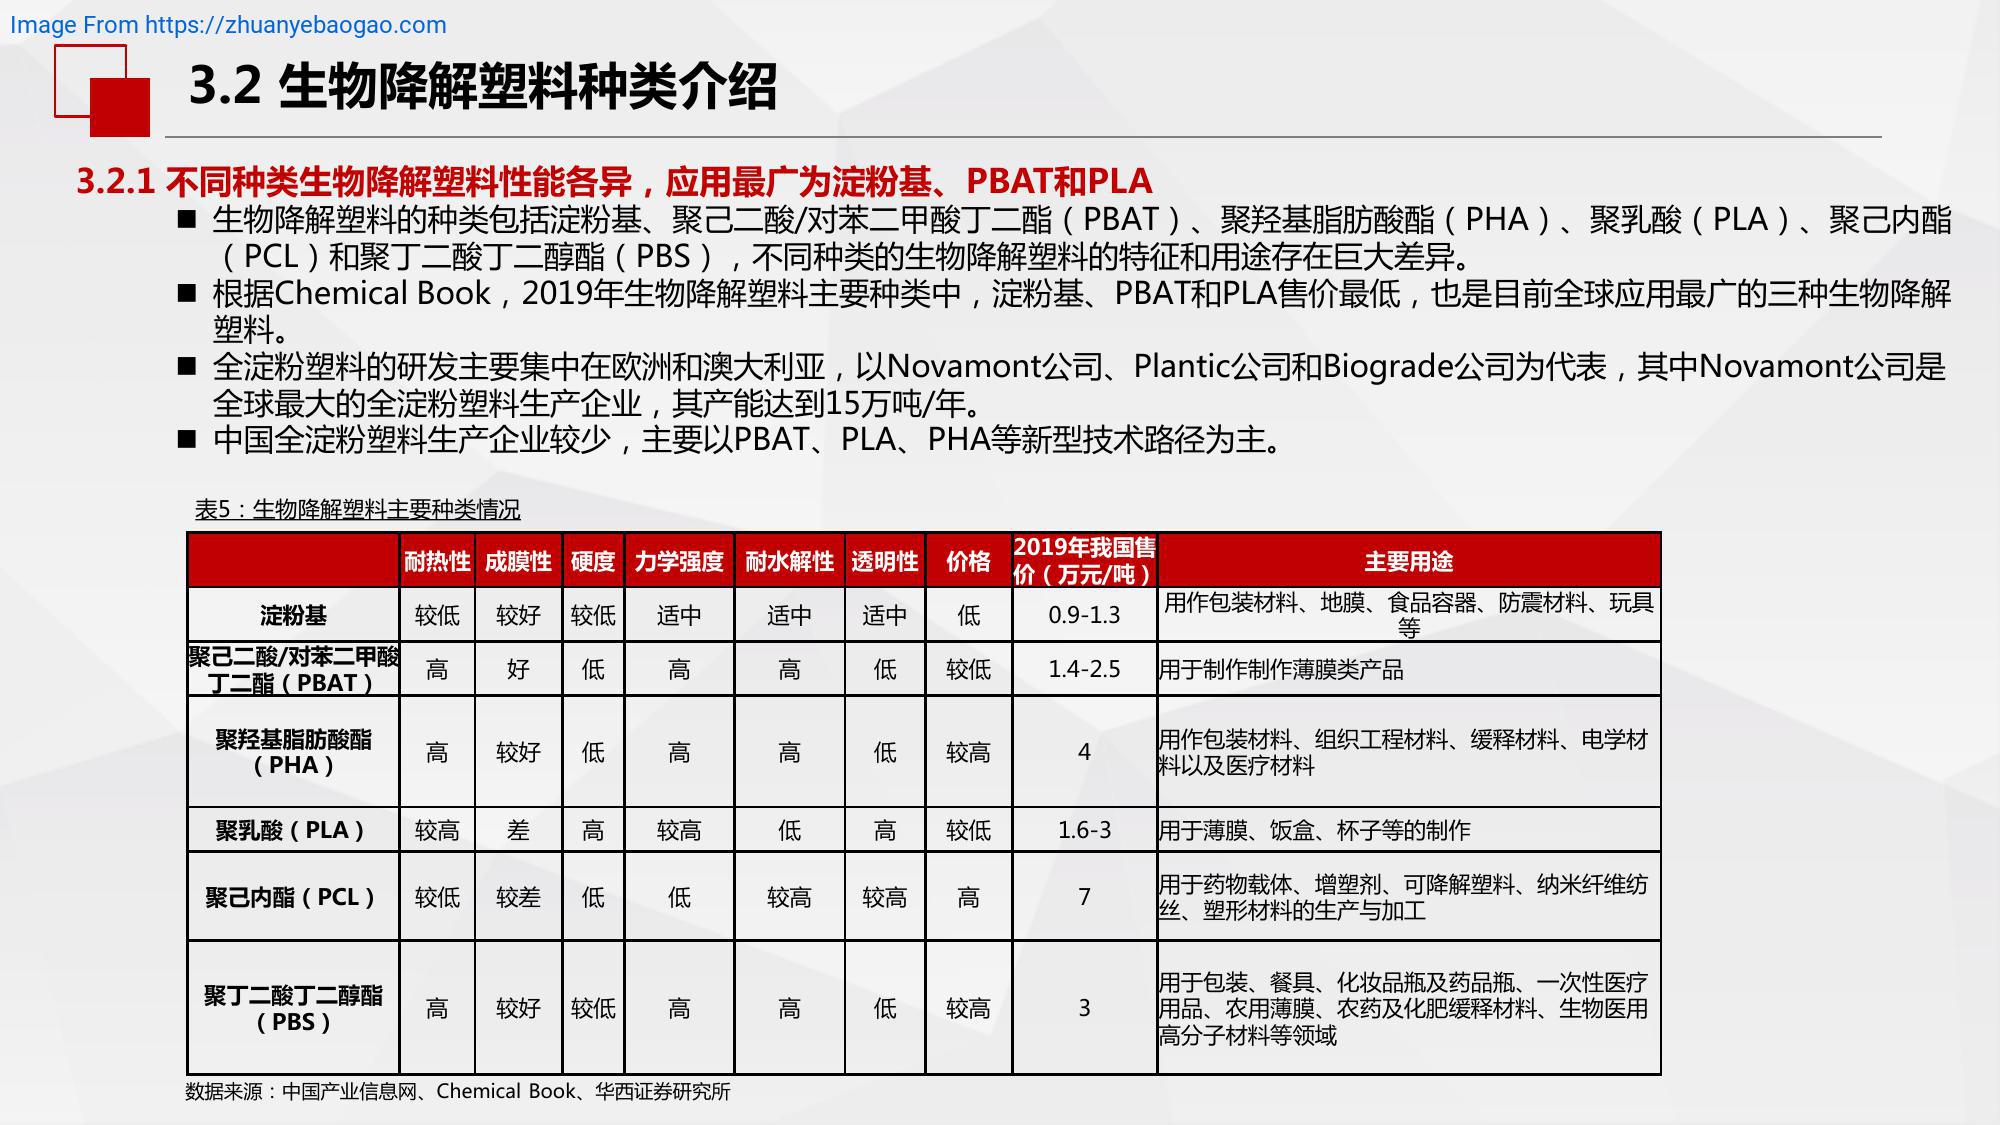 Image From https://zhuanyebaogao.com
3.2 生物降解塑料种类介绍
3.2.1 不同种类生物降解塑料性能各异，应用最广为淀粉基、PBAT和PLA
■ 生物降解塑料的种类包括淀粉基、聚己二酸/对苯二甲酸丁二酯（PBAT）、聚羟基脂肪酸酯（PHA）、聚乳酸（PLA）、聚己内酯
（PCL）和聚丁二酸丁二醇酯（PBS），不同种类的生物降解塑料的特征和用途存在巨大差异。
■ 根据Chemical Book，2019年生物降解塑料主要种类中，淀粉基、PBAT和PLA售价最低，也是目前全球应用最广的三种生物降解
塑料。
■ 全淀粉塑料的研发主要集中在欧洲和澳大利亚，以Novamont公司、Plantic公司和Biograde公司为代表，其中Novamont公司是
全球最大的全淀粉塑料生产企业，其产能达到15万吨/年。
■ 中国全淀粉塑料生产企业较少，主要以PBAT、PLA、PHA等新型技术路径为主。
表5：生物降解塑料主要种类情况
耐热性 成膜性 硬度 力学强度 耐水解性 透明性 价格 2019年我国售 主要用途
价（万元/吨）
淀粉基 较低 较好 较低 适中 适中 适中 低 0.9-1.3 用作包装材料、地膜、食品容器、防震材料、玩具
等
聚己二酸/对苯二甲酸
丁二酯（PBAT） 高 好 低 高 高 低 较低 1.4-2.5 用于制作制作薄膜类产品
聚羟基脂肪酸酯
（PHA） 高 较好 低 高 高 低 较高 4 用作包装材料、组织工程材料、缓释材料、电学材
料以及医疗材料
聚乳酸（PLA） 较高 差 高 较高 低 高 较低 1.6-3 用于薄膜、饭盒、杯子等的制作
聚己内酯（PCL） 较低 较差 低 低 较高 较高 高 7 用于药物载体、增塑剂、可降解塑料、纳米纤维纺
丝、塑形材料的生产与加工
聚丁二酸丁二醇酯
（PBS） 高 较好 较低 高 高 低 较高 3 用于包装、餐具、化妆品瓶及药品瓶、一次性医疗
用品、农用薄膜、农药及化肥缓释材料、生物医用
高分子材料等领域
数据来源：中国产业信息网、Chemical Book、华西证券研究所